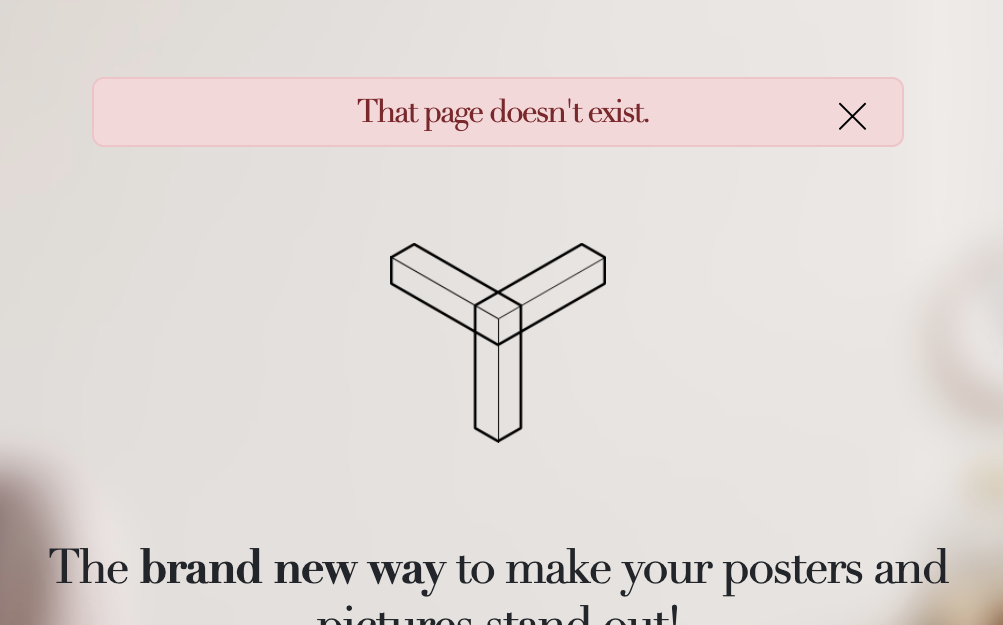 That page doesn't exist.
The brand new way to make your posters and
pictures stand out!